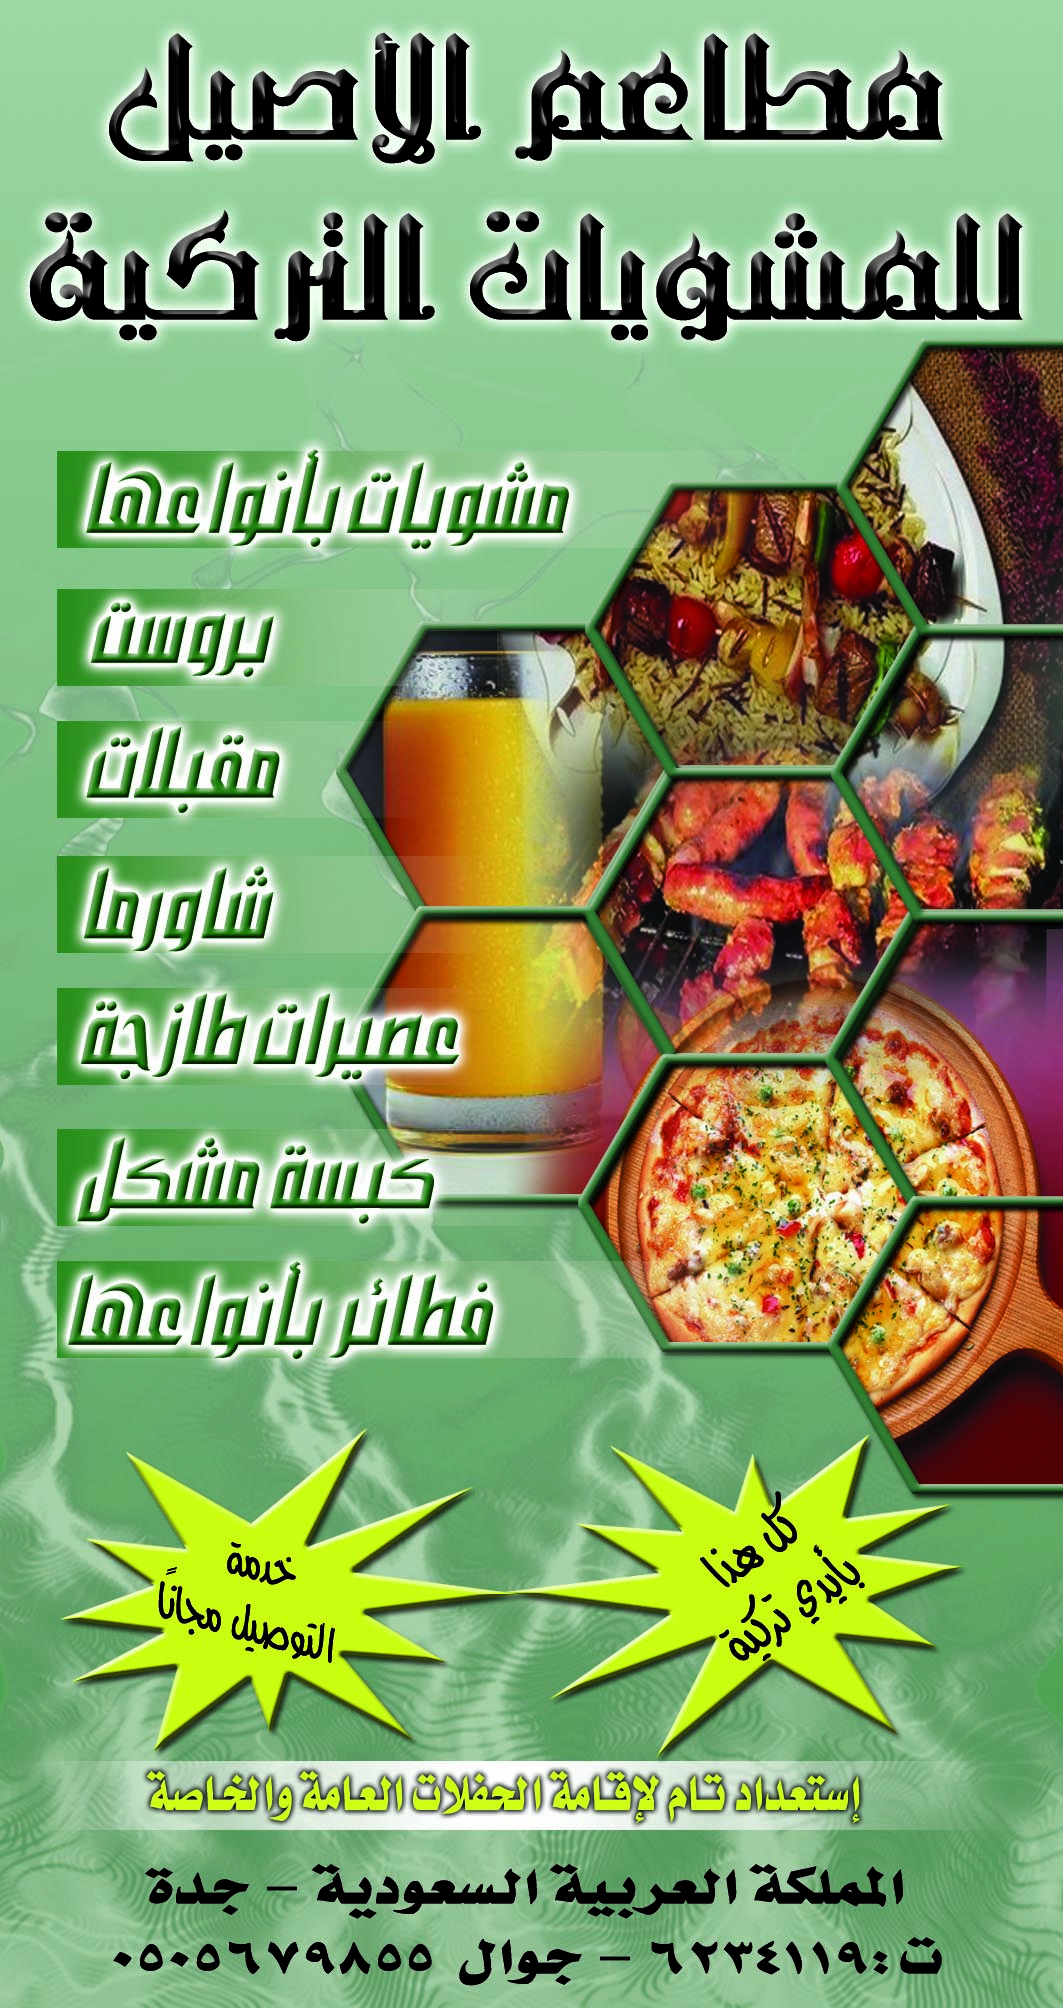 مطاعم الأصيل
للمشويات التركية
مشويات بأنواعها
بروست
مقبلات
شاورما
عصيرات طازجة
كبسة مشكل
فطائر بأنواعها
كل هذا
بأيدي تركية
خدمة
التوصيل مجاناً
إستعداد تام لإقامة الحفلات العامة والخاصة
المملكة العربية السعودية – جدة
ت:٦٢٣٤١١٩ – جوال ٠٥٠٥٦٧٩٨٥٥